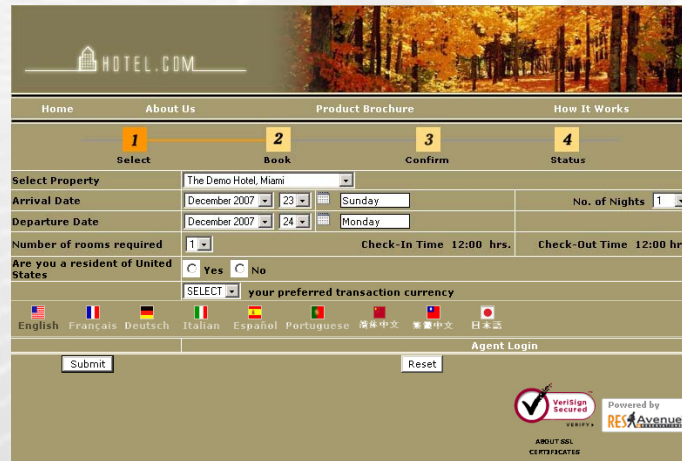 HOTEL.COM
Home About Us Product Brochure How It Works
1 2 3 4
Select Book Confirm Status
Select Property The Demo Hotel, Miami
Arrival Date December 2007 23 Sunday No. of Nights 1
Departure Date December 2007 24 Monday
Number of rooms required 1 Check-In Time 12:00 hrs. Check-Out Time 12:00 hr
Are you a resident of United States Yes No
SELECT your preferred transaction currency
English Français Deutsch Italian Español Portuguese 简体中文 繁體中文 日本語
Agent Login
Submit Reset
VeriSign Secured
VERIFY
Powered by
RESAvenue
ABOUT SSL
CERTIFICATES